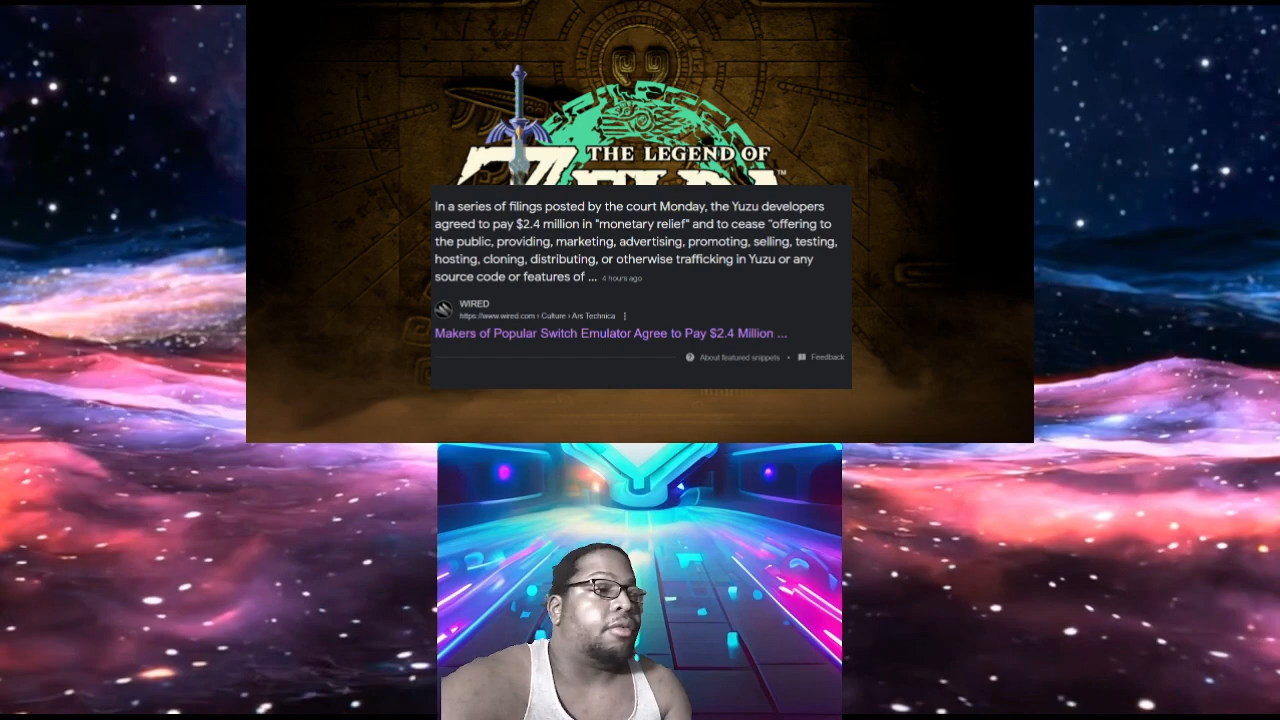 THE LEGEND OF
ZELDA™
In a series of filings posted by the court Monday, the Yuzu developers
agreed to pay $2.4 million in "monetary relief" and to cease "offering to
the public, providing, marketing, advertising, promoting, selling, testing,
hosting, cloning, distributing, or otherwise trafficking in Yuzu or any
source code or features of ... 4 hours ago
WIRED
https://www.wired.com › Culture › Ars Technica
Makers of Popular Switch Emulator Agree to Pay $2.4 Million ...
About featured snippets • Feedback